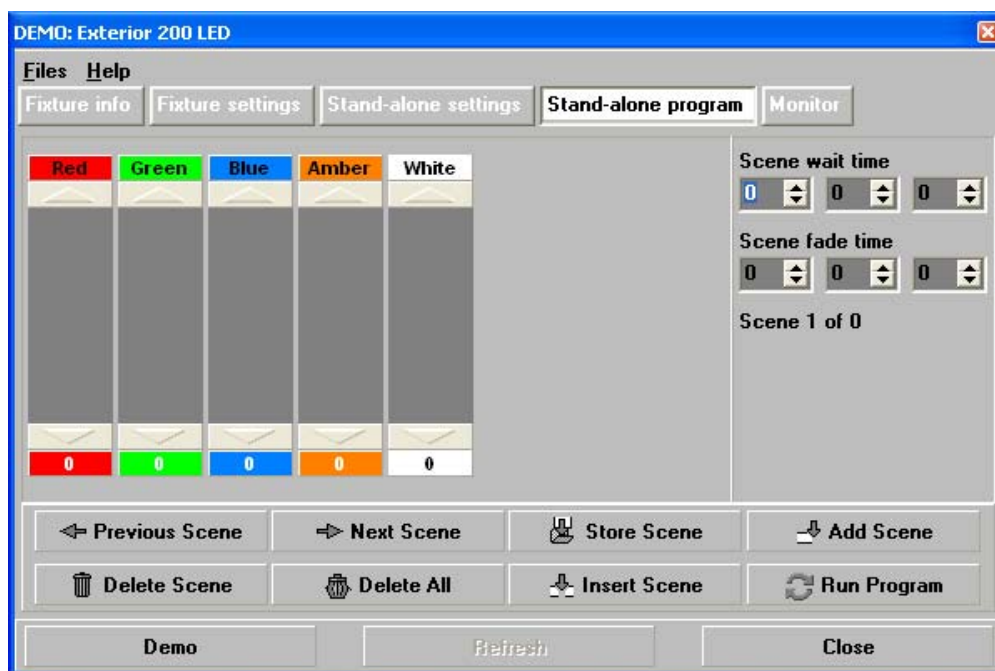 DEMO: Exterior 200 LED
Files Help
Fixture info Fixture settings Stand-alone settings Stand-alone program Monitor
Red Green Blue Amber White
0 0 0 0 0
Scene wait time
0 0 0
Scene fade time
0 0 0
Scene 1 of 0
Previous Scene Next Scene Store Scene Add Scene
Delete Scene Delete All Insert Scene Run Program
Demo Refresh Close